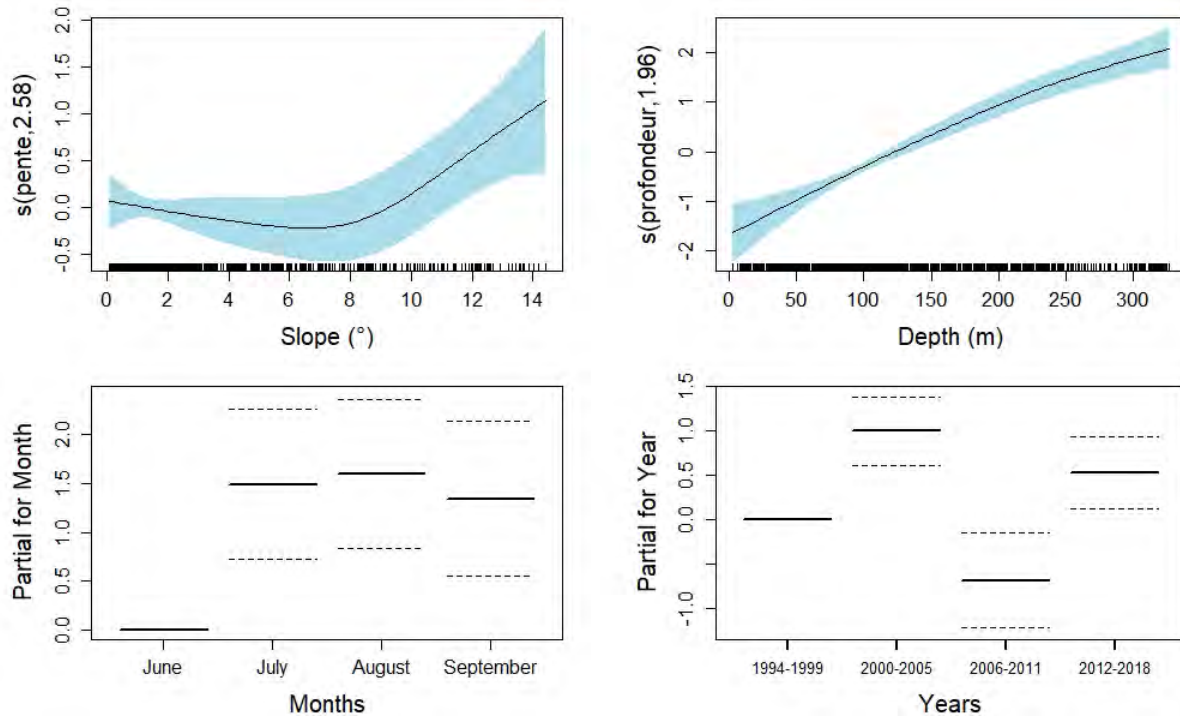 s(pente,2.58)
-0.5 0.0 0.5 1.0 1.5 2.0
0 2 4 6 8 10 12 14
Slope (°)
s(profondeur,1.96)
-2 -1 0 1 2
0 50 100 150 200 250 300
Depth (m)
Partial for Month
0.0 0.5 1.0 1.5 2.0
June July August September
Months
Partial for Year
-1.0 0.0 0.5 1.0 1.5
1994-1999 2000-2005 2006-2011 2012-2018
Years